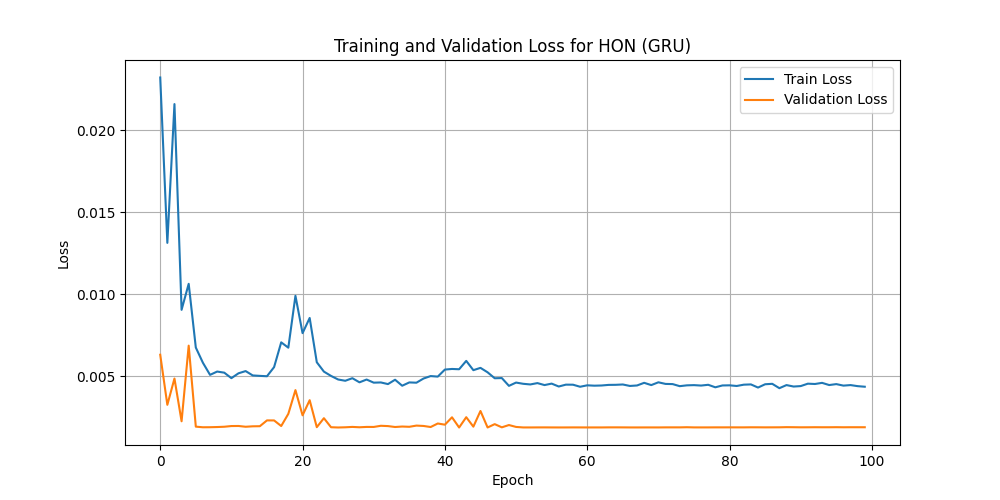 Training and Validation Loss for HON (GRU)
Train Loss
Validation Loss
0.020
0.015
0.010
0.005
Loss
0
20
40
60
80
100
Epoch